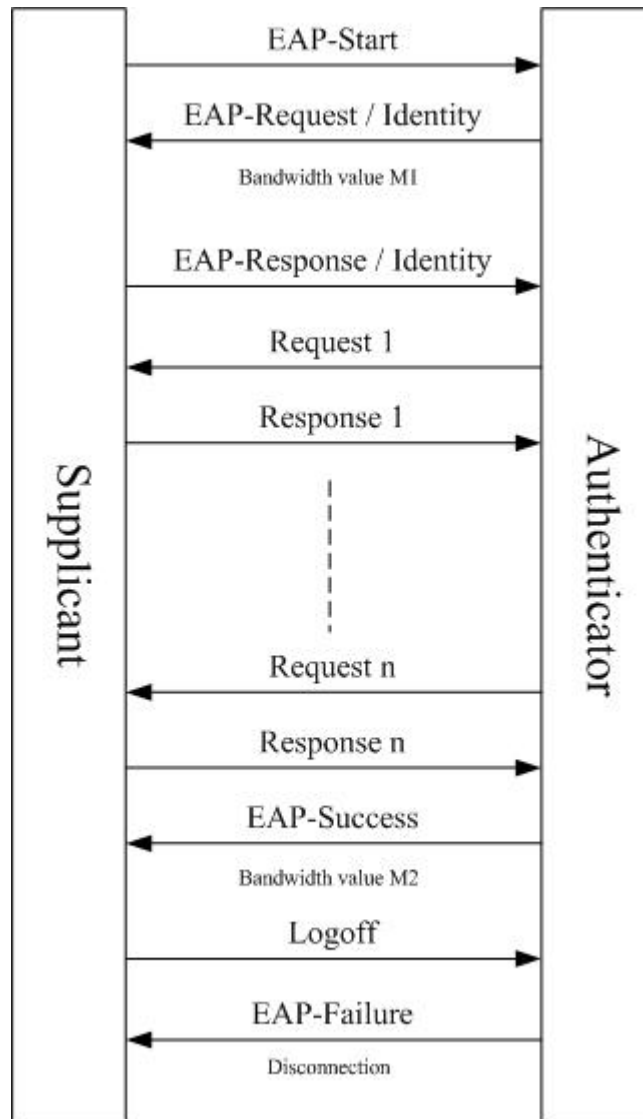 EAP-Start
EAP-Request / Identity
Bandwidth value M1
EAP-Response / Identity
Request 1
Response 1
Supplicant
Authenticator
Request n
Response n
EAP-Success
Bandwidth value M2
Logoff
EAP-Failure
Disconnection